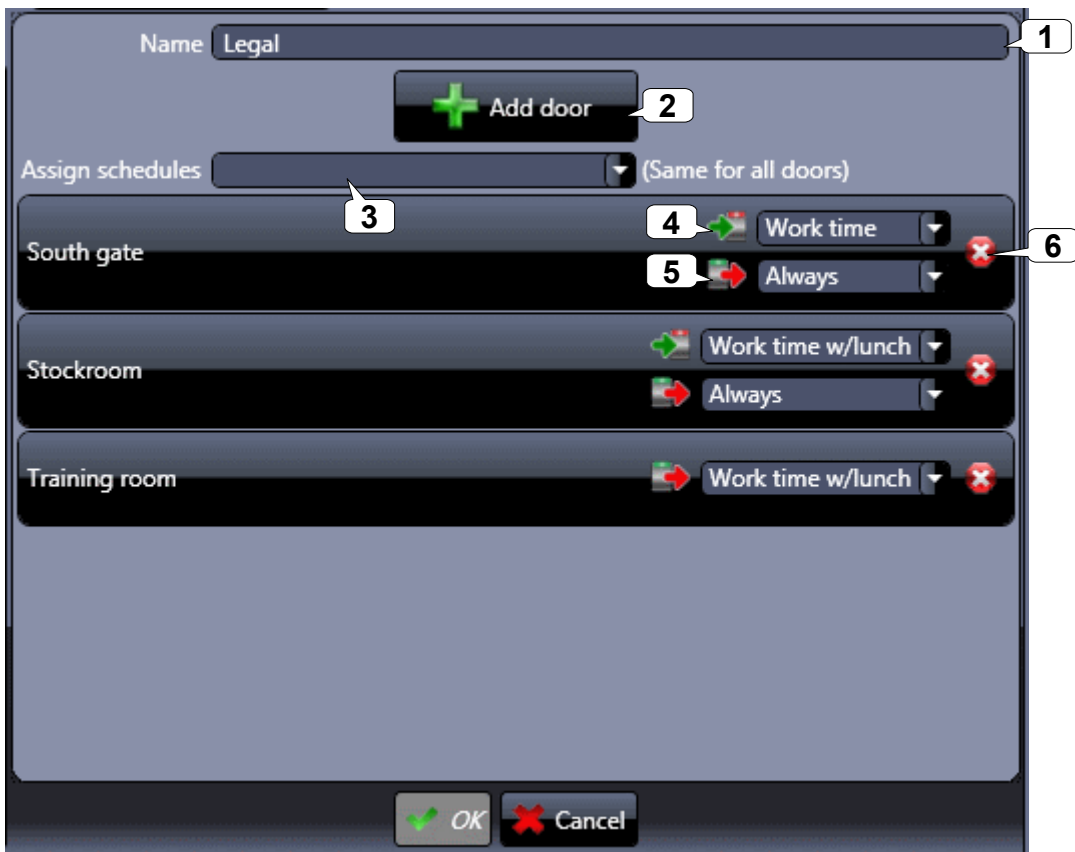 Name Legal 1
Add door 2
Assign schedules (Same for all doors)
3
South gate
4 Work time
5 Always
6
Stockroom
Work time w/lunch
Always
Training room Work time w/lunch
OK Cancel